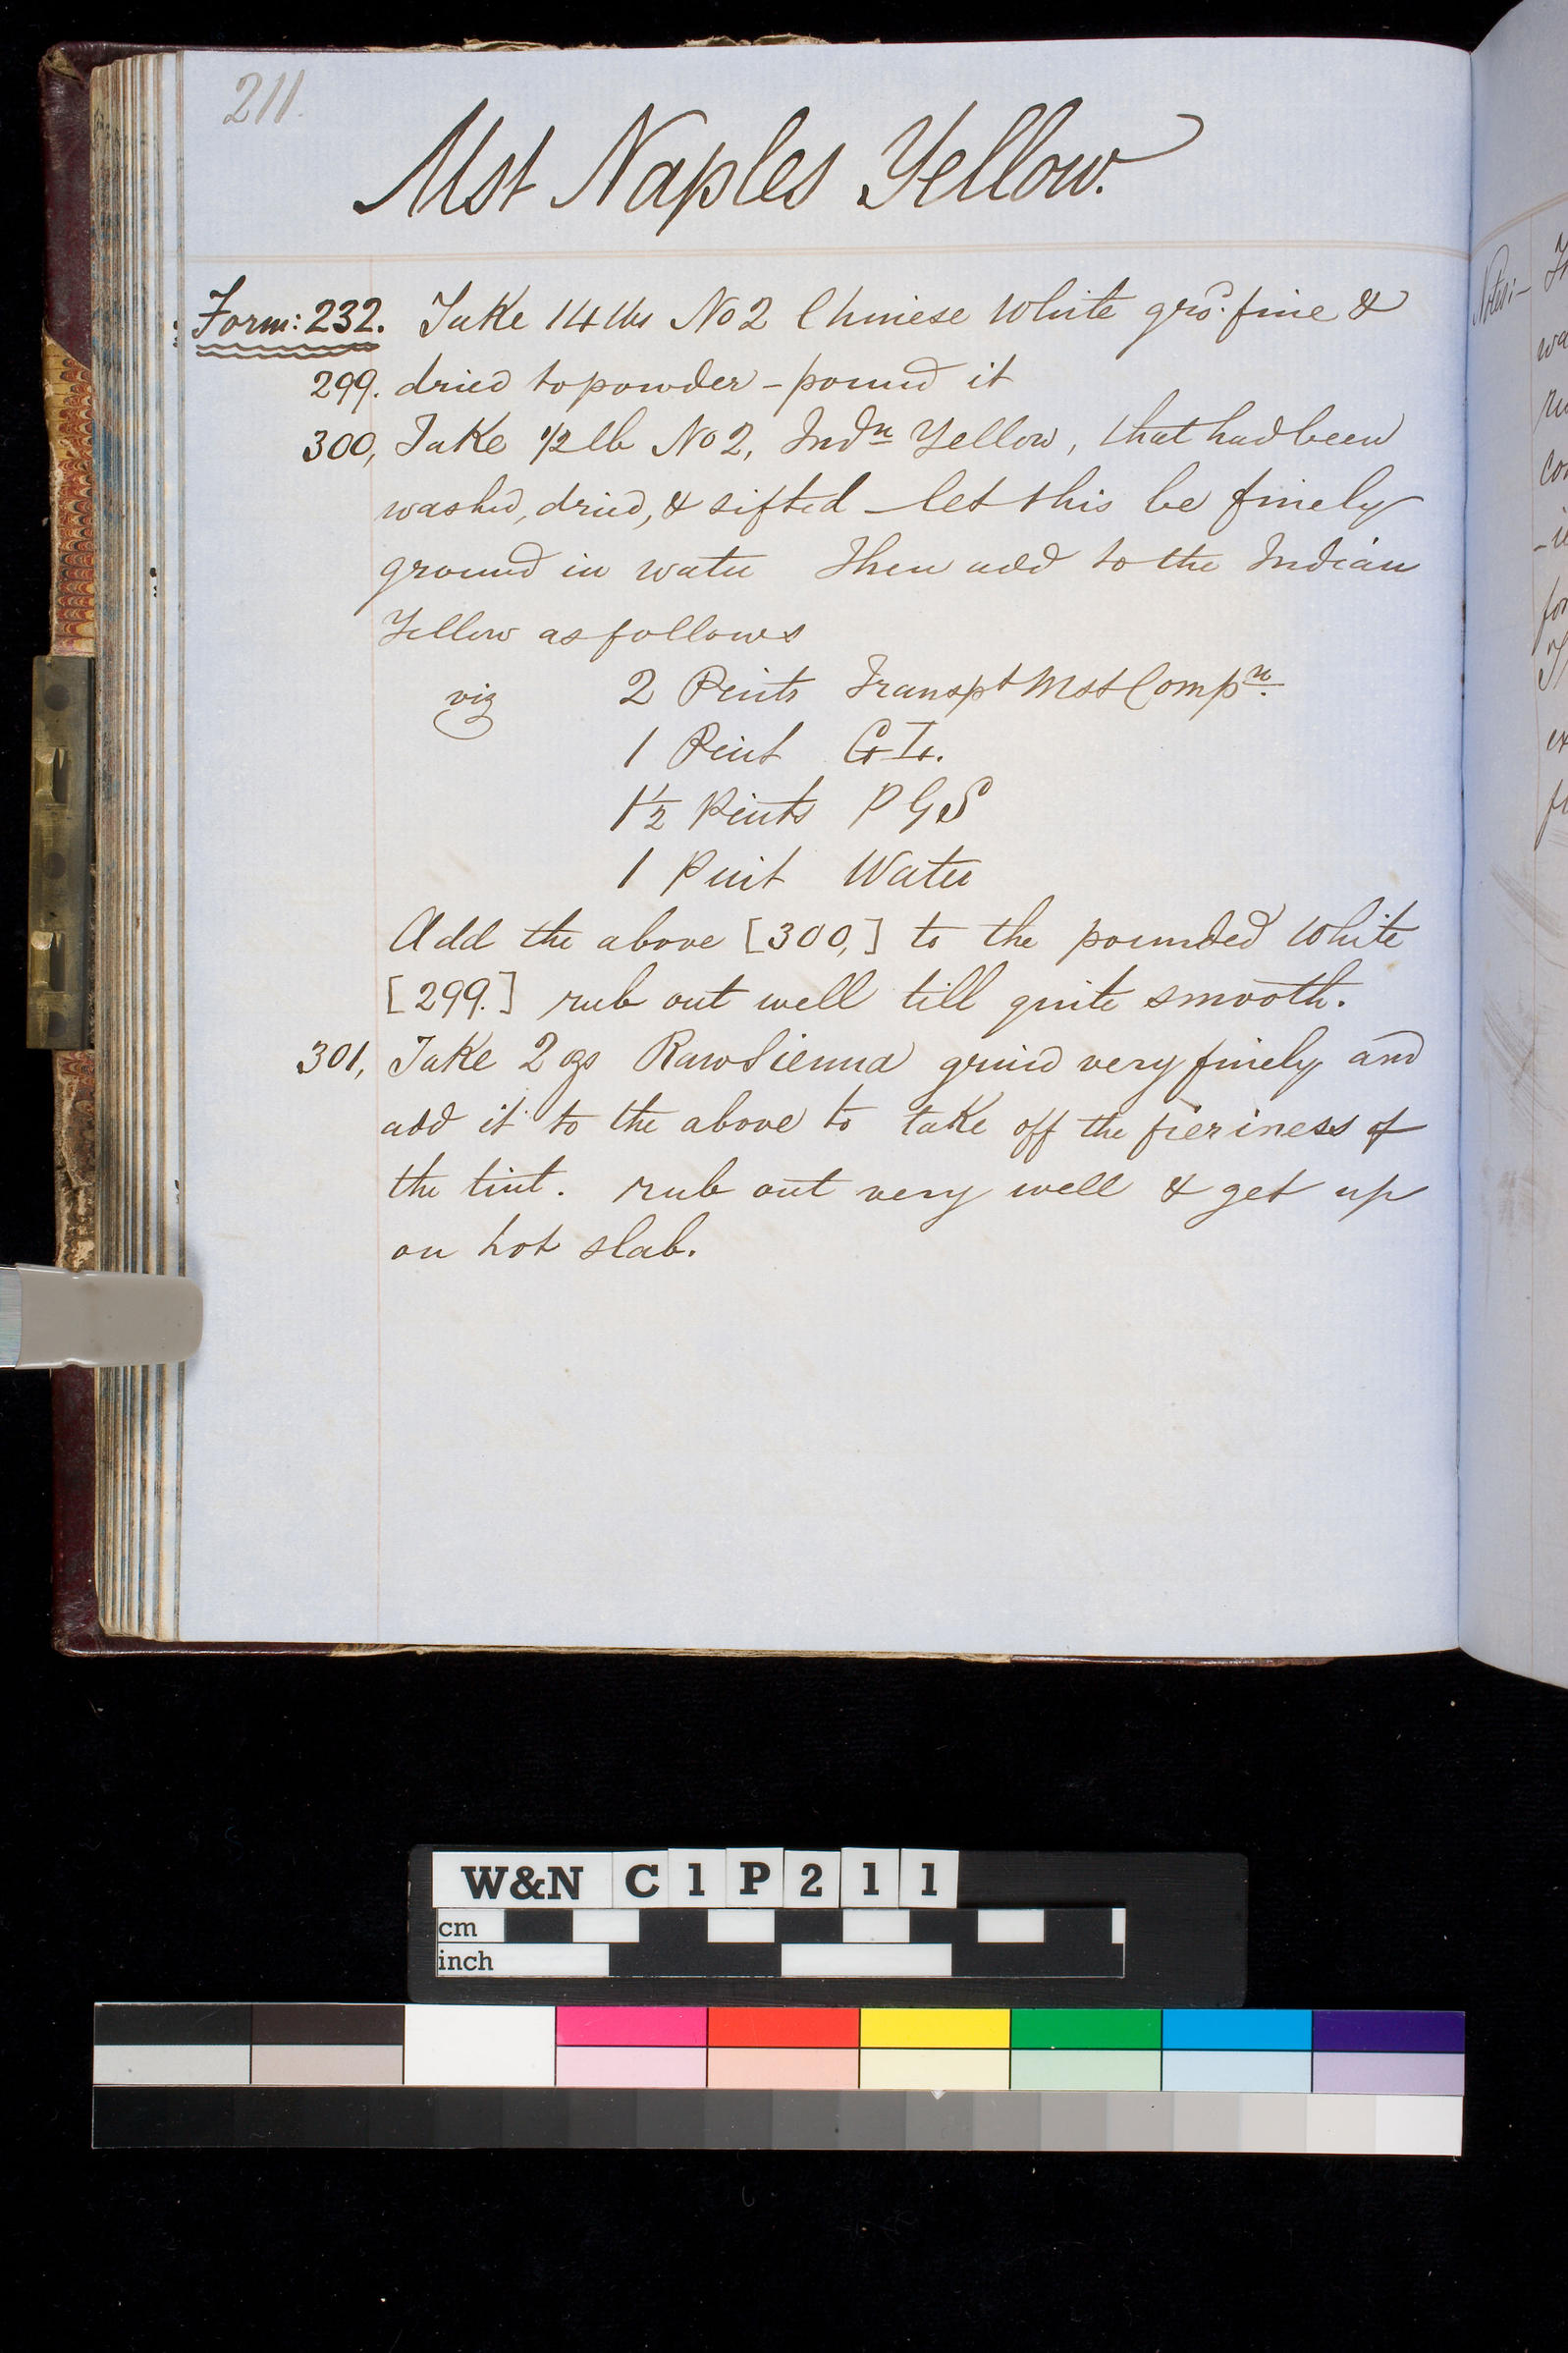 211.
Mst Naples Yellow.
Form: 232. Take 14 lbs No 2 Chinese White grd. fine &
299. dried to powder - pound it
300, Take 1/2 lb No 2, Indn Yellow, that had been
washed, dried, & sifted - let this be finely
ground in water Then add to the Indian
Yellow as follows
viz 2 Pints Transpt Mst Compn.
1 Pint G I.
1 1/2 Pints P G S
1 Pint Water
Add the above [300,] to the pounded White
[299.] rub out well till quite smooth.
301, Take 2 ozs Raw Sienna grind very finely and
add it to the above to take off the fieriness of
the tint. rub out very well & get up
on hot slab.
Notes:-
W&N C 1 P 2 1 1
cm
inch